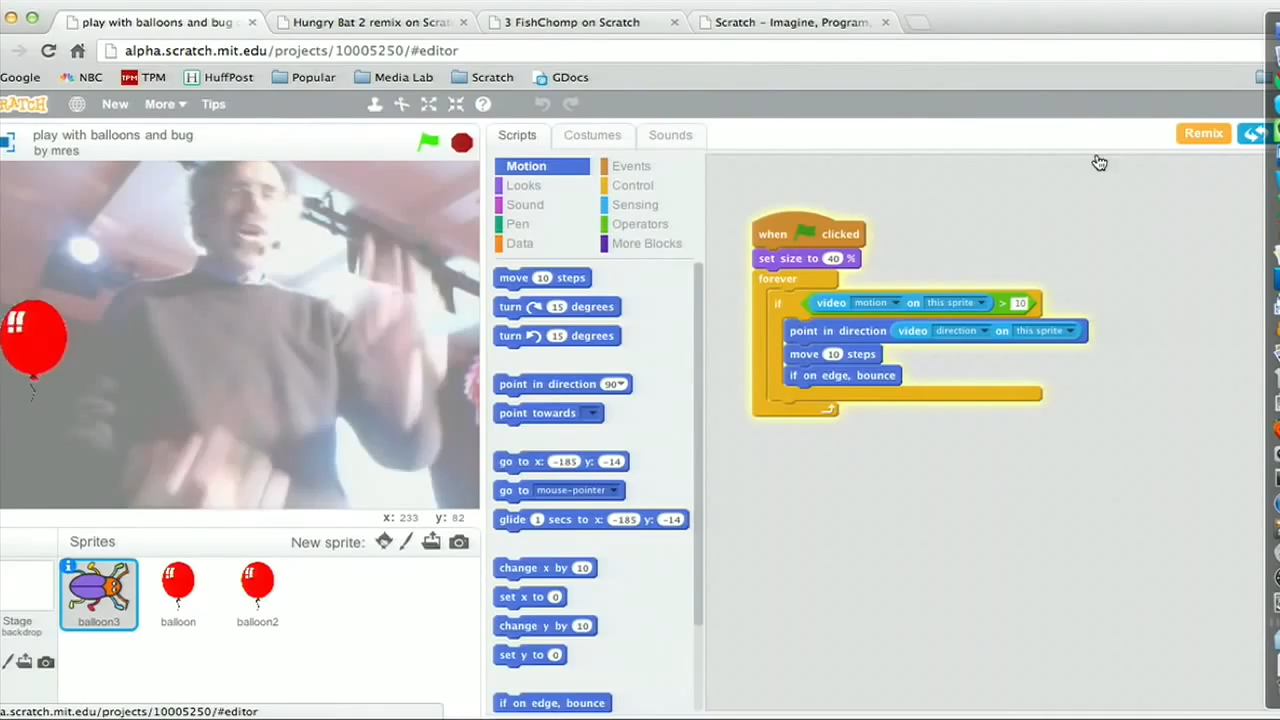 play with balloons and bug
Hungry Bat 2 remix on Scrat
3 FishChomp on Scratch
Scratch – Imagine, Program,
alpha.scratch.mit.edu/projects/10005250/#editor
Google
NBC
TPM
TPM
H
HuffPost
Popular
Media Lab
Scratch
GDocs
RATCH
New
More
Tips
play with balloons and bug
by mres
Scripts
Costumes
Sounds
Remix
Motion
Looks
Sound
Pen
Data
Events
Control
Sensing
Operators
More Blocks
move 10 steps
turn 15 degrees
turn 15 degrees
point in direction 90
point towards
go to x: -185 y: -14
go to mouse-pointer
glide 1 secs to x: -185 y: -14
change x by 10
set x to 0
change y by 10
set y to 0
if on edge, bounce
when clicked
set size to 40 %
forever
if video motion on this sprite > 10
point in direction video direction on this sprite
move 10 steps
if on edge, bounce
x: 233 y: 82
Sprites
New sprite:
Stage
backdrop
balloon3
balloon
balloon2
a.scratch.mit.edu/projects/10005250/#editor